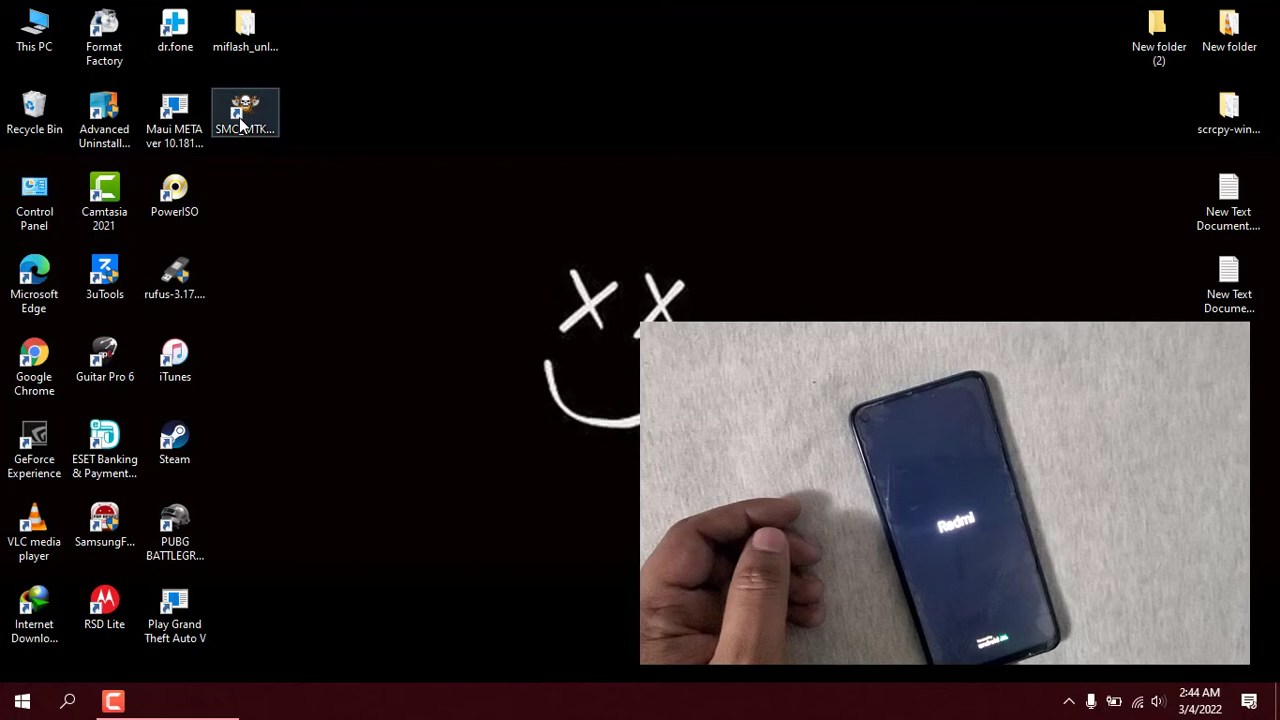 This PC
Format
Factory
dr.fone
miflash_unl...
New folder
(2)
New folder
Recycle Bin
Advanced
Uninstall...
Maui META
ver 10.181...
SMC_MTK...
scrcpy-win...
Control
Panel
Camtasia
2021
PowerISO
New Text
Document....
Microsoft
Edge
3uTools
rufus-3.17....
New Text
Docume...
Google
Chrome
Guitar Pro 6
iTunes
GeForce
Experience
ESET Banking
& Payment...
Steam
VLC media
player
SamsungF...
PUBG
BATTLEGR...
Internet
Downlo...
RSD Lite
Play Grand
Theft Auto V
Redmi
android
2:44 AM
3/4/2022